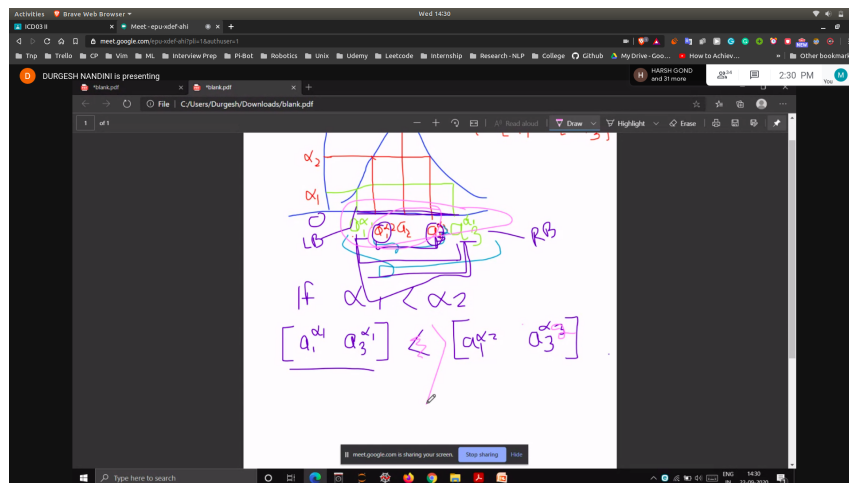 Activities Brave Web Browser Wed 14:30
ICD03 II Meet - epu-xdef-ahi
meet.google.com/epu-xdef-ahi?pli=1&authuser=1
Tnp Trello CP Vim ML Interview Prep Pi-Bot Robotics Unix Udemy Leetcode Internship Research - NLP College Github My Drive - Goo... How to Achiev... Other bookmar
D DURGESH NANDINI is presenting
H HARSH GOND
and 31 more
2:30 PM You M
*blank.pdf *blank.pdf
File C:/Users/Durgesh/Downloads/blank.pdf
1 of 1 Read aloud Draw Highlight Erase
α2
α1
O
LB RB
If α1 < α2
[a₁^α1 a₃^α1] < > [a₁^α2 a₃^α2]
meet.google.com is sharing your screen. Stop sharing Hide
Type here to search
ENG 14:30
IN 23-09-2020